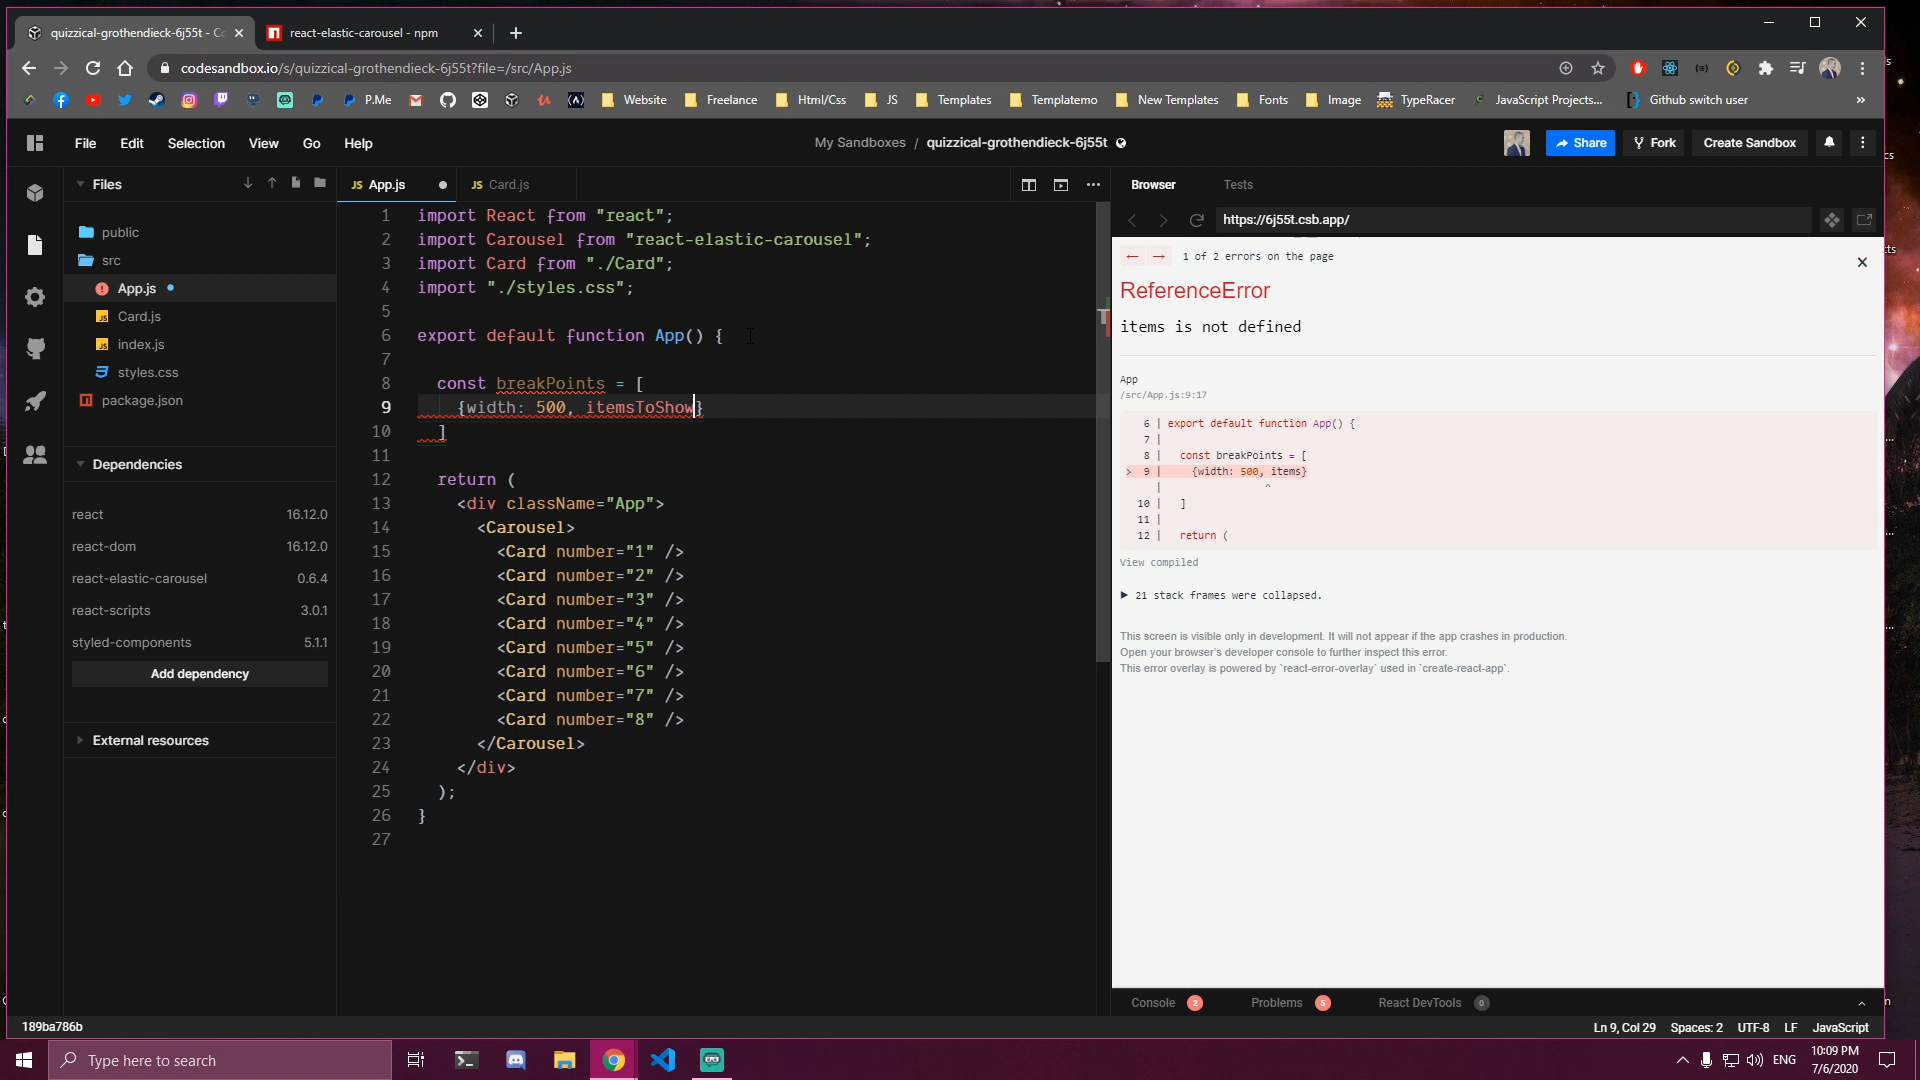 quizzical-grothendieck-6j55t - Co
react-elastic-carousel - npm
codesandbox.io/s/quizzical-grothendieck-6j55t?file=/src/App.js
P.Me
Website
Freelance
Html/Css
JS
Templates
Templatemo
New Templates
Fonts
Image
TypeRacer
JavaScript Projects...
Github switch user
»
File Edit Selection View Go Help
My Sandboxes / quizzical-grothendieck-6j55t
Share
Fork
Create Sandbox
Files
public
src
App.js
Card.js
index.js
styles.css
package.json
Dependencies
react 16.12.0
react-dom 16.12.0
react-elastic-carousel 0.6.4
react-scripts 3.0.1
styled-components 5.1.1
Add dependency
External resources
JS App.js
JS Card.js
1 import React from "react";
2 import Carousel from "react-elastic-carousel";
3 import Card from "./Card";
4 import "./styles.css";
5
6 export default function App() {
7
8 const breakPoints = [
9 {width: 500, itemsToShow}
10 ]
11
12 return (
13 <div className="App">
14 <Carousel>
15 <Card number="1" />
16 <Card number="2" />
17 <Card number="3" />
18 <Card number="4" />
19 <Card number="5" />
20 <Card number="6" />
21 <Card number="7" />
22 <Card number="8" />
23 </Carousel>
24 </div>
25 );
26 }
27
Browser
Tests
https://6j55t.csb.app/
← → 1 of 2 errors on the page
ReferenceError
items is not defined
App
/src/App.js:9:17
6 | export default function App() {
7 |
8 | const breakPoints = [
> 9 | {width: 500, items}
| ^
10 | ]
11 |
12 | return (
View compiled
▶ 21 stack frames were collapsed.
This screen is visible only in development. It will not appear if the app crashes in production.
Open your browser's developer console to further inspect this error.
This error overlay is powered by `react-error-overlay` used in `create-react-app`.
Console 2
Problems 5
React DevTools 0
189ba786b
Ln 9, Col 29 Spaces: 2 UTF-8 LF JavaScript
Type here to search
ENG
10:09 PM
7/6/2020